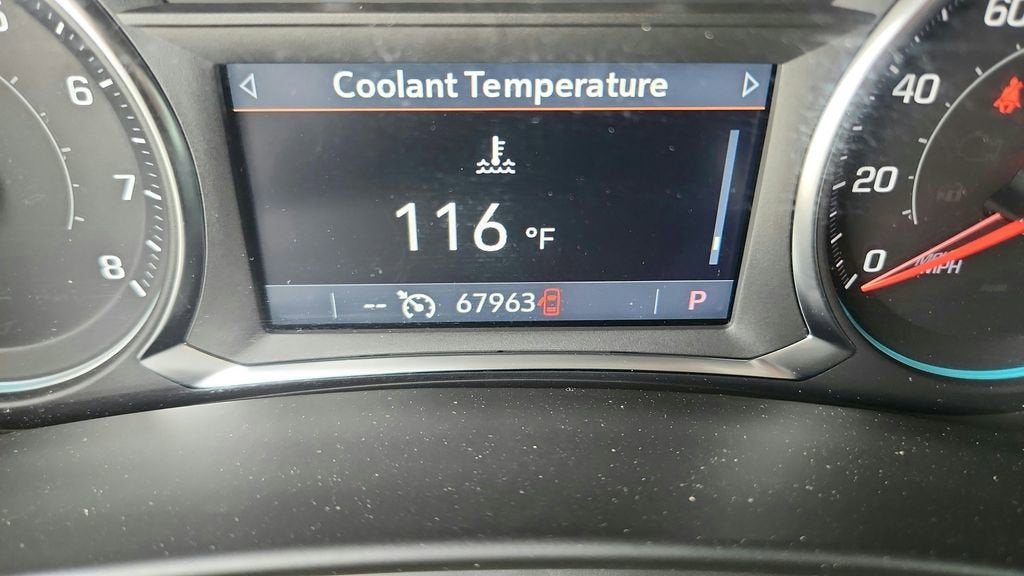 Coolant Temperature
116 °F
-- 67963 P
6
7
8
60
40
20
0
MPH